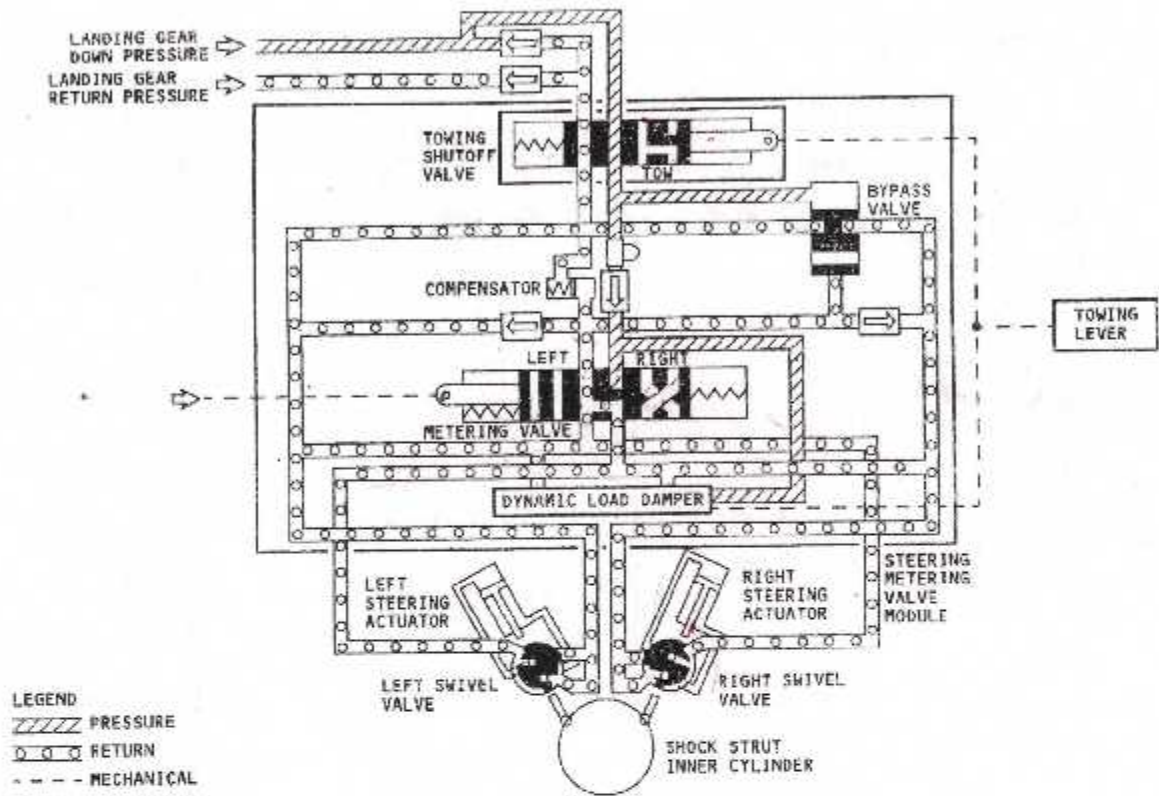 LANDING GEAR
DOWN PRESSURE
LANDING GEAR
RETURN PRESSURE
TOWING
SHUTOFF
VALVE
TOW
BYPASS
VALVE
COMPENSATOR
TOWING
LEVER
LEFT
RIGHT
METERING VALVE
DYNAMIC LOAD DAMPER
LEFT
STEERING
ACTUATOR
RIGHT
STEERING
ACTUATOR
STEERING
METERING
VALVE
MODULE
LEFT SWIVEL
VALVE
RIGHT SWIVEL
VALVE
SHOCK STRUT
INNER CYLINDER
LEGEND
PRESSURE
RETURN
MECHANICAL